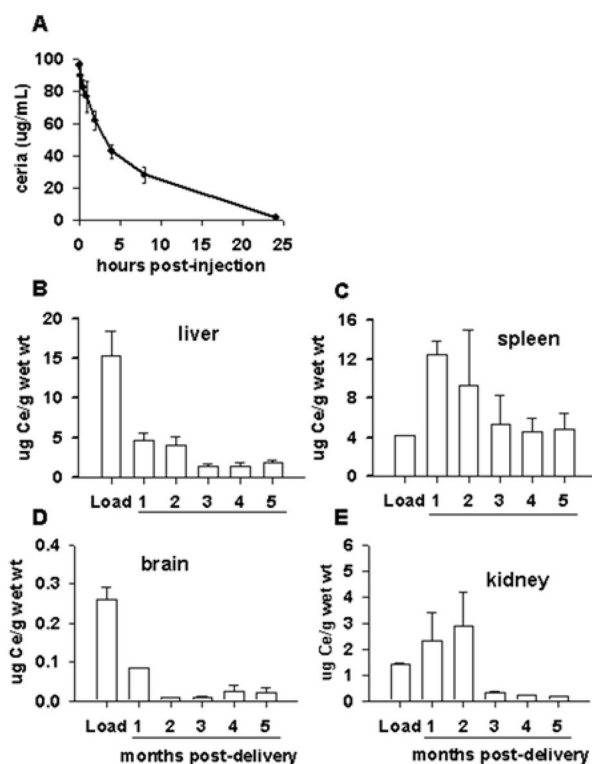 A
ceria (ug/mL)
100
80
60
40
20
0
0 5 10 15 20 25
hours post-injection
B
liver
ug Ce/g wet wt
20
15
10
5
0
Load 1 2 3 4 5
C
spleen
ug Ce/g wet wt
16
12
8
4
0
Load 1 2 3 4 5
D
brain
ug Ce/g wet wt
0.4
0.3
0.2
0.1
0.0
Load 1 2 3 4 5
months post-delivery
E
kidney
ug Ce/g wet wt
6
5
4
3
2
1
0
Load 1 2 3 4 5
months post-delivery